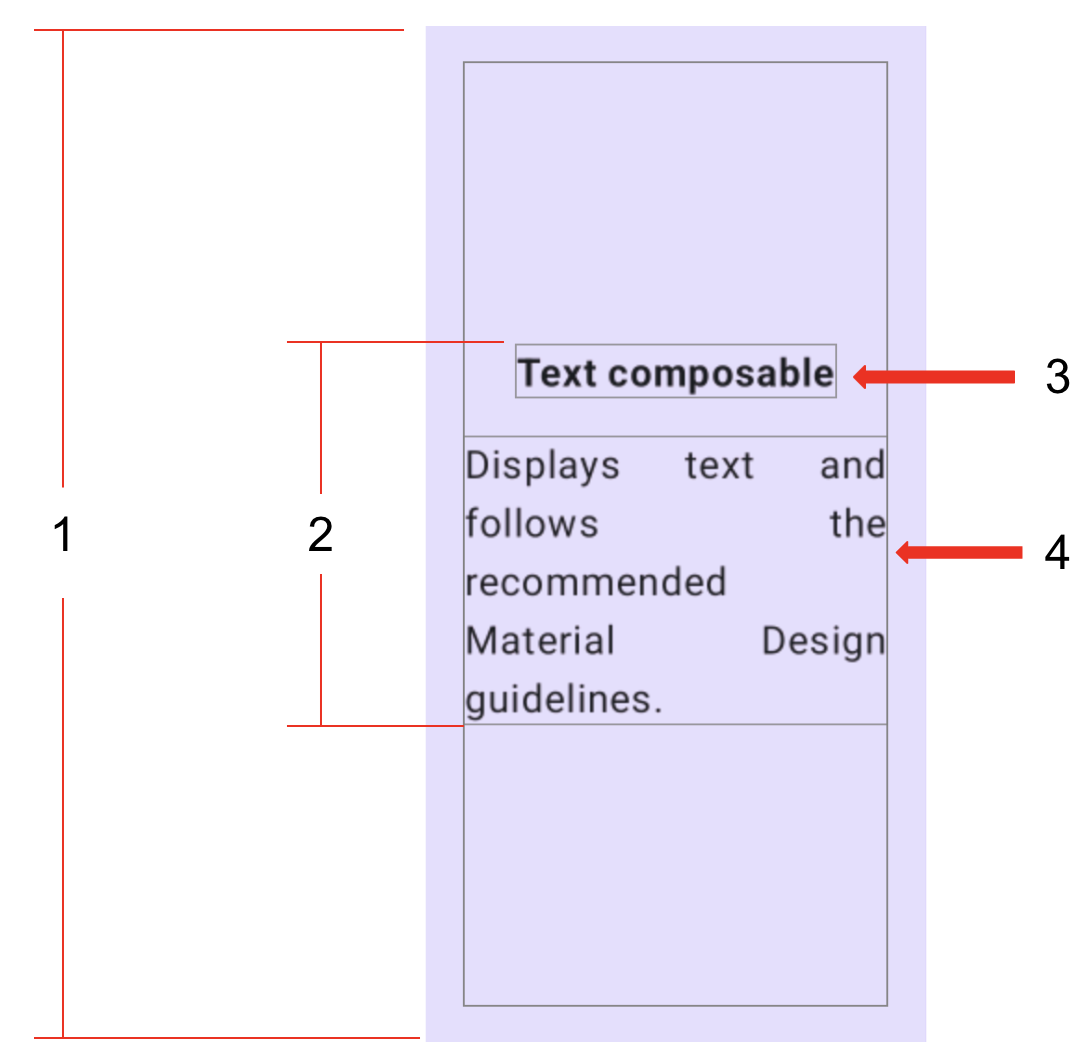 Text composable
3
Displays text and
follows the
1
2
4
recommended
Material Design
guidelines.